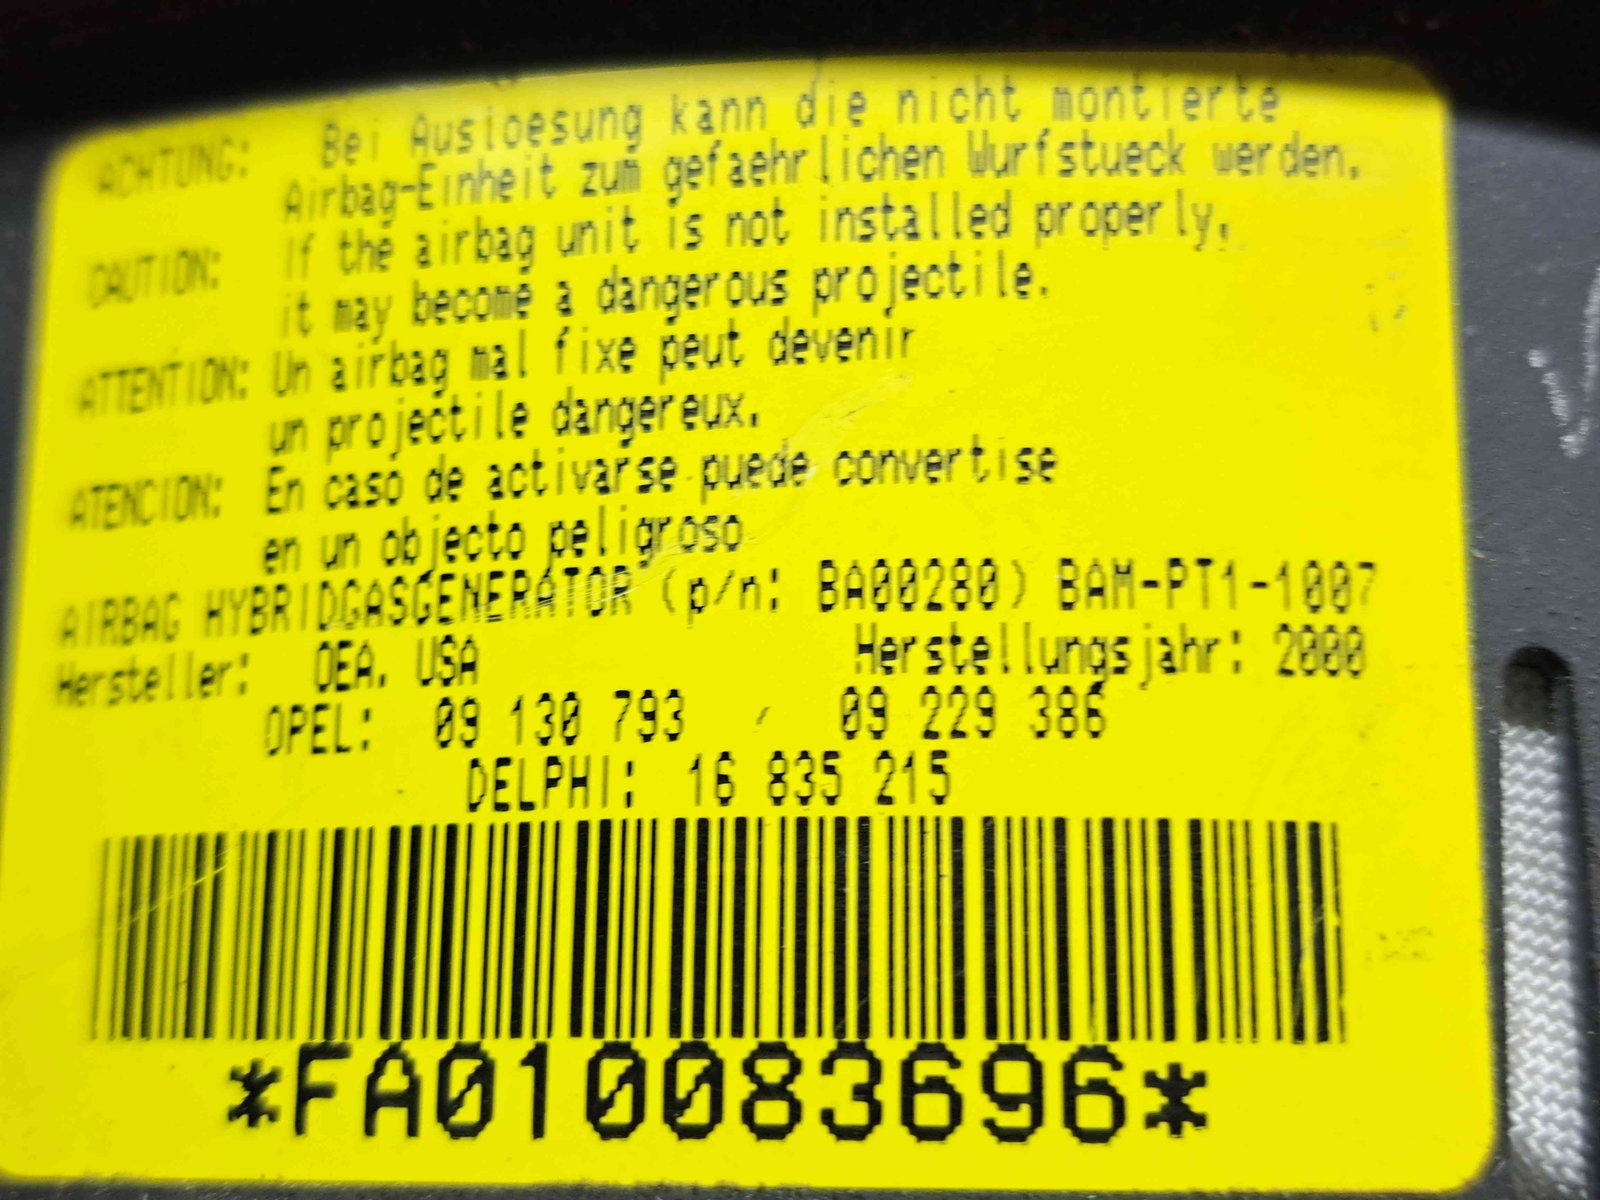 ACHTUNG: Bei Ausloesung kann die nicht montierte
Airbag-Einheit zum gefaehrlichen Wurfstueck werden.
CAUTION: If the airbag unit is not installed properly,
it may become a dangerous projectile.
ATTENTION: Un airbag mal fixe peut devenir
un projectile dangereux.
ATENCION: En caso de activarse puede convertise
en un objecto peligroso
AIRBAG HYBRIDGASGENERATOR (p/n: BA00280) BAM-PT1-1007
Hersteller: OEA, USA Herstellungsjahr: 2000
OPEL: 09 130 793 / 09 229 386
DELPHI: 16 835 215
*FA010083696*